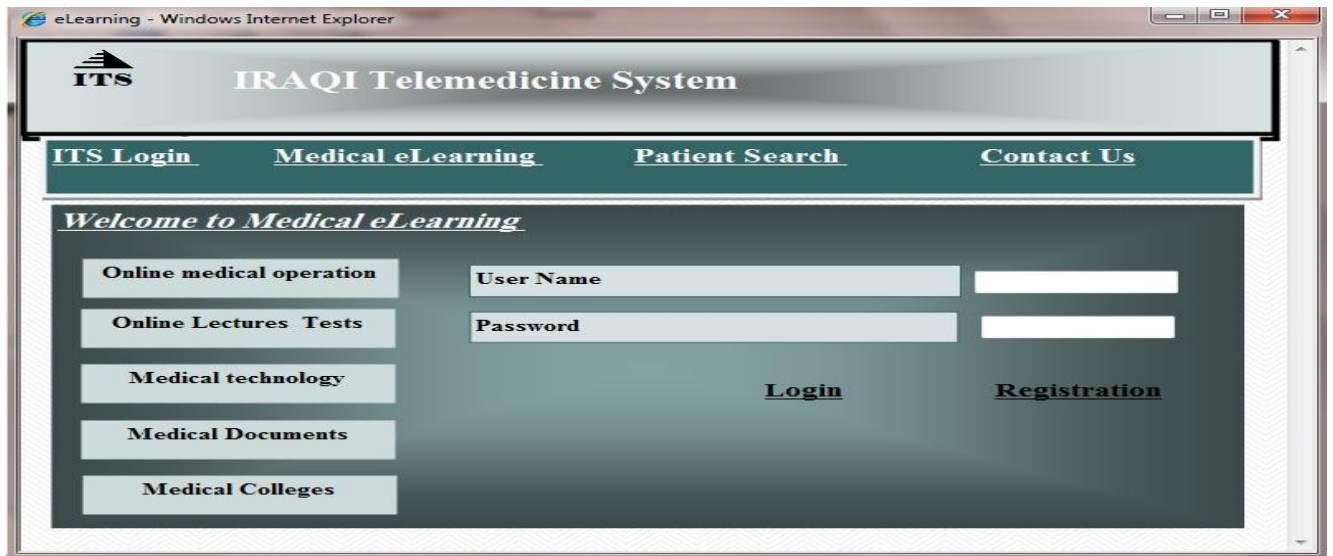 eLearning - Windows Internet Explorer
ITS
IRAQI Telemedicine System
ITS Login Medical eLearning Patient Search Contact Us
Welcome to Medical eLearning
Online medical operation
User Name
Online Lectures Tests
Password
Medical technology
Login Registration
Medical Documents
Medical Colleges